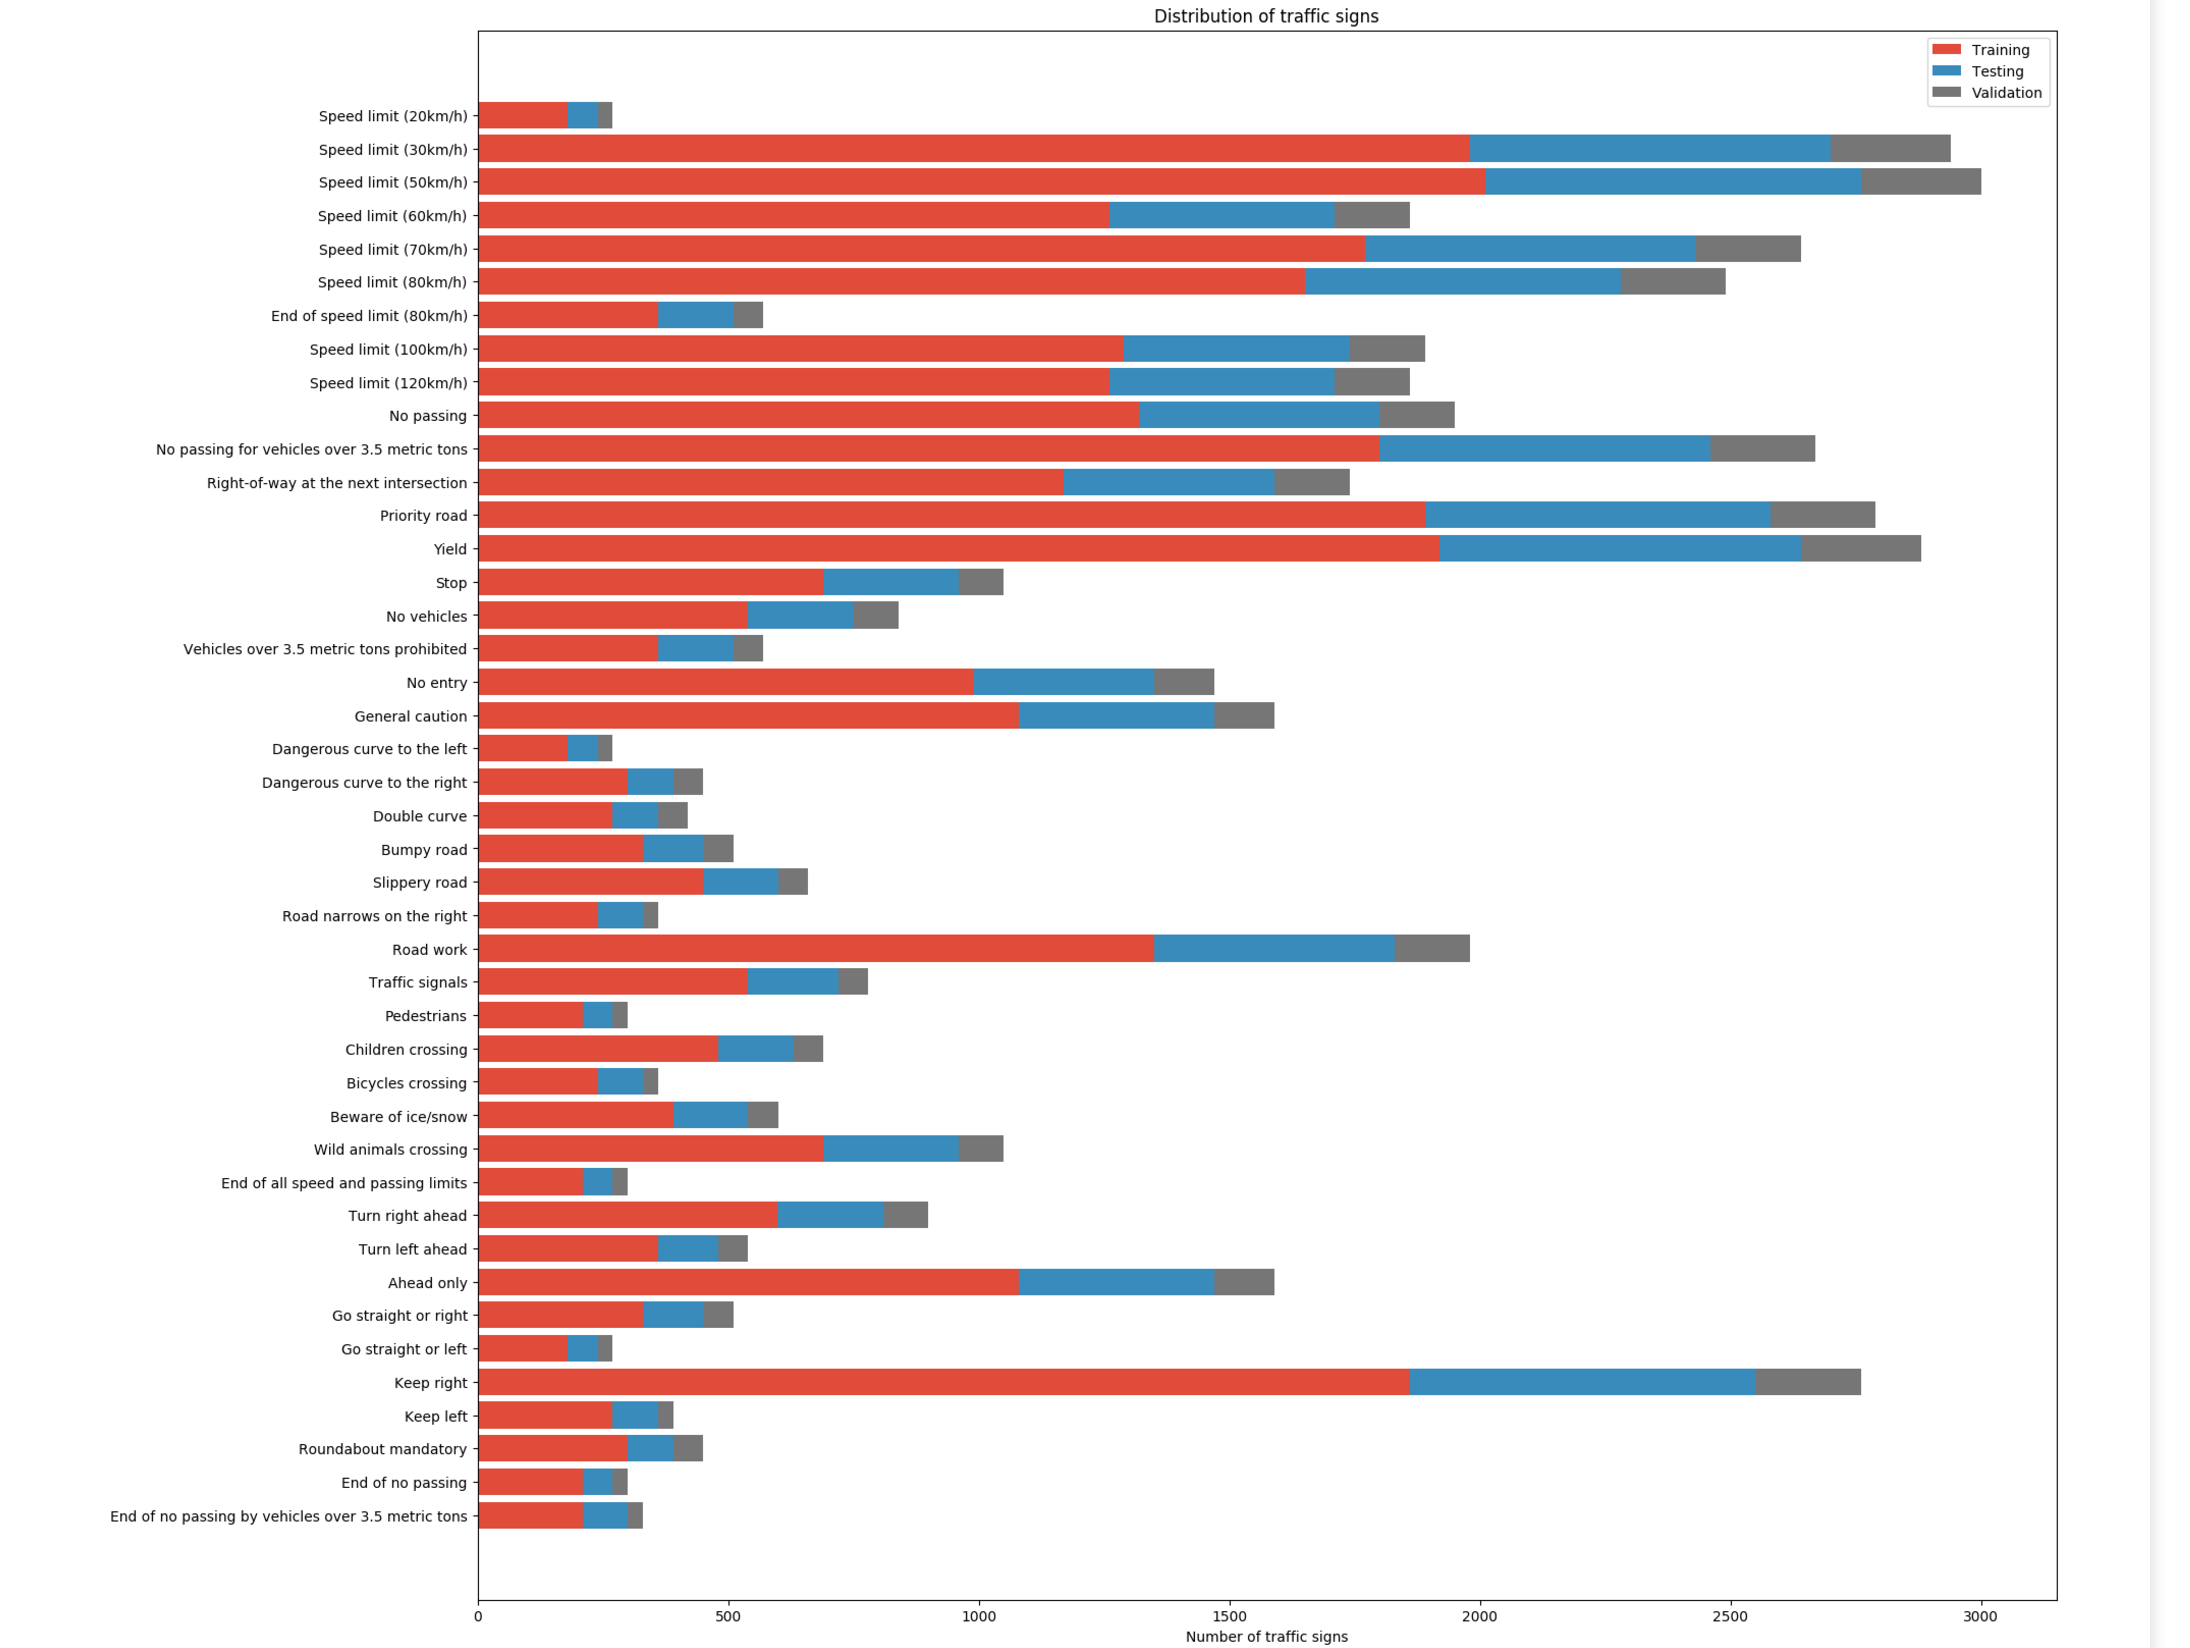 Distribution of traffic signs
Training
Testing
Validation
Speed limit (20km/h)
Speed limit (30km/h)
Speed limit (50km/h)
Speed limit (60km/h)
Speed limit (70km/h)
Speed limit (80km/h)
End of speed limit (80km/h)
Speed limit (100km/h)
Speed limit (120km/h)
No passing
No passing for vehicles over 3.5 metric tons
Right-of-way at the next intersection
Priority road
Yield
Stop
No vehicles
Vehicles over 3.5 metric tons prohibited
No entry
General caution
Dangerous curve to the left
Dangerous curve to the right
Double curve
Bumpy road
Slippery road
Road narrows on the right
Road work
Traffic signals
Pedestrians
Children crossing
Bicycles crossing
Beware of ice/snow
Wild animals crossing
End of all speed and passing limits
Turn right ahead
Turn left ahead
Ahead only
Go straight or right
Go straight or left
Keep right
Keep left
Roundabout mandatory
End of no passing
End of no passing by vehicles over 3.5 metric tons
0 500 1000 1500 2000 2500 3000
Number of traffic signs